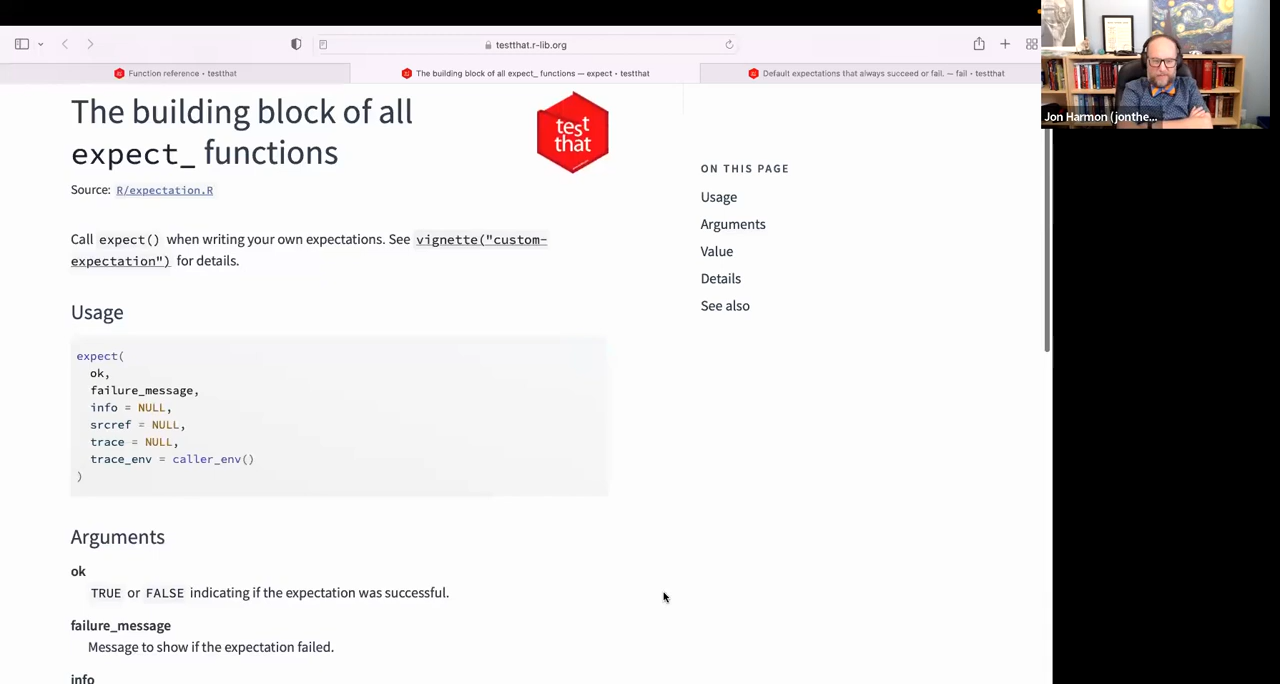 testthat.r-lib.org
Function reference • testthat
The building block of all expect_ functions — expect • testthat
Default expectations that always succeed or fail. — fail • testthat
Jon Harmon (jonthe...
The building block of all
expect_ functions
test
that
Source: R/expectation.R
Call expect() when writing your own expectations. See vignette("custom-
expectation") for details.
Usage
expect(
ok,
failure_message,
info = NULL,
srcref = NULL,
trace = NULL,
trace_env = caller_env()
)
Arguments
ok
TRUE or FALSE indicating if the expectation was successful.
failure_message
Message to show if the expectation failed.
info
ON THIS PAGE
Usage
Arguments
Value
Details
See also